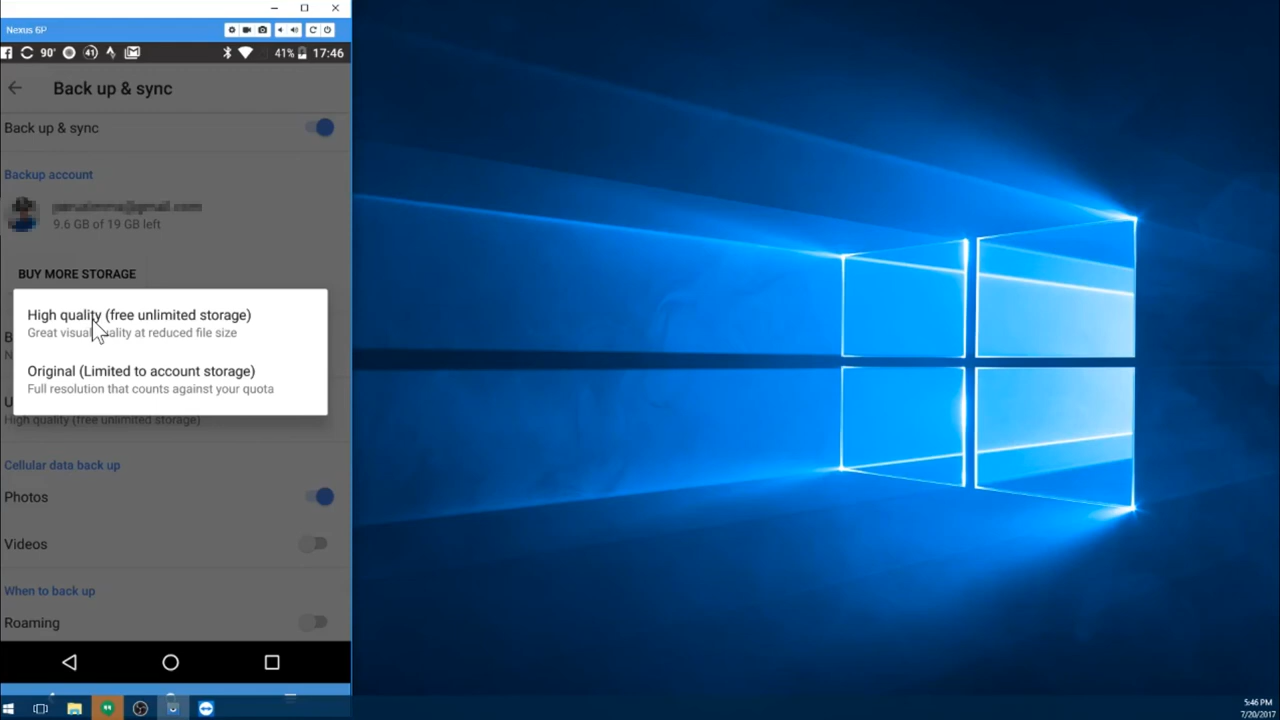 Nexus 6P
90° 41 41% 17:46
Back up & sync
Back up & sync
Backup account
9.6 GB of 19 GB left
BUY MORE STORAGE
High quality (free unlimited storage)
Great visual quality at reduced file size
Original (Limited to account storage)
Full resolution that counts against your quota
High quality (free unlimited storage)
Cellular data back up
Photos
Videos
When to back up
Roaming
5:46 PM
7/20/2017